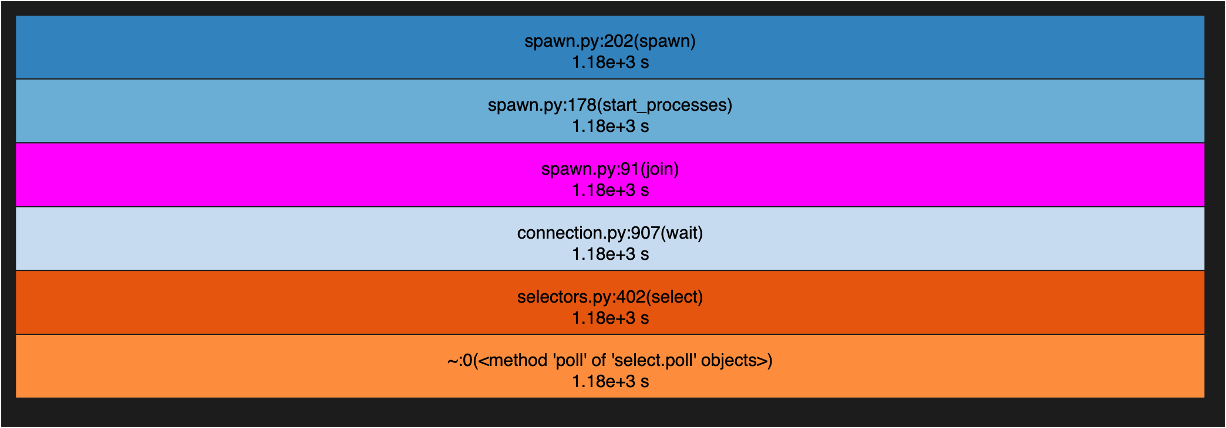 spawn.py:202(spawn)
1.18e+3 s
spawn.py:178(start_processes)
1.18e+3 s
spawn.py:91(join)
1.18e+3 s
connection.py:907(wait)
1.18e+3 s
selectors.py:402(select)
1.18e+3 s
~:0(<method 'poll' of 'select.poll' objects>)
1.18e+3 s